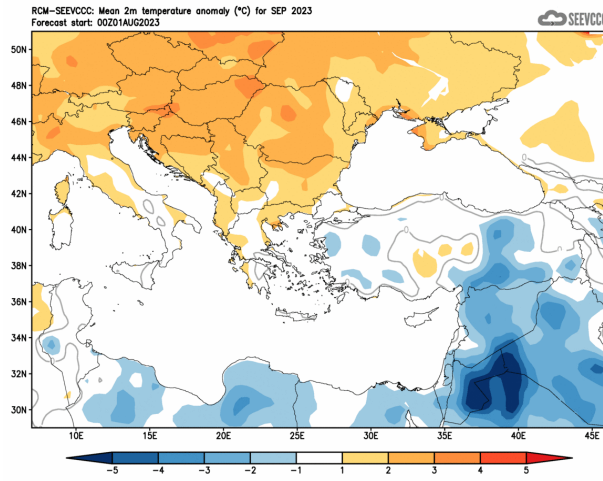 RCM-SEEVCCC: Mean 2m temperature anomaly (°C) for SEP 2023
Forecast start: 00Z01AUG2023
SEEVCCC
50N
48N
46N
44N
42N
40N
38N
36N
34N
32N
30N
10E 15E 20E 25E 30E 35E 40E 45E
-5 -4 -3 -2 -1 1 2 3 4 5